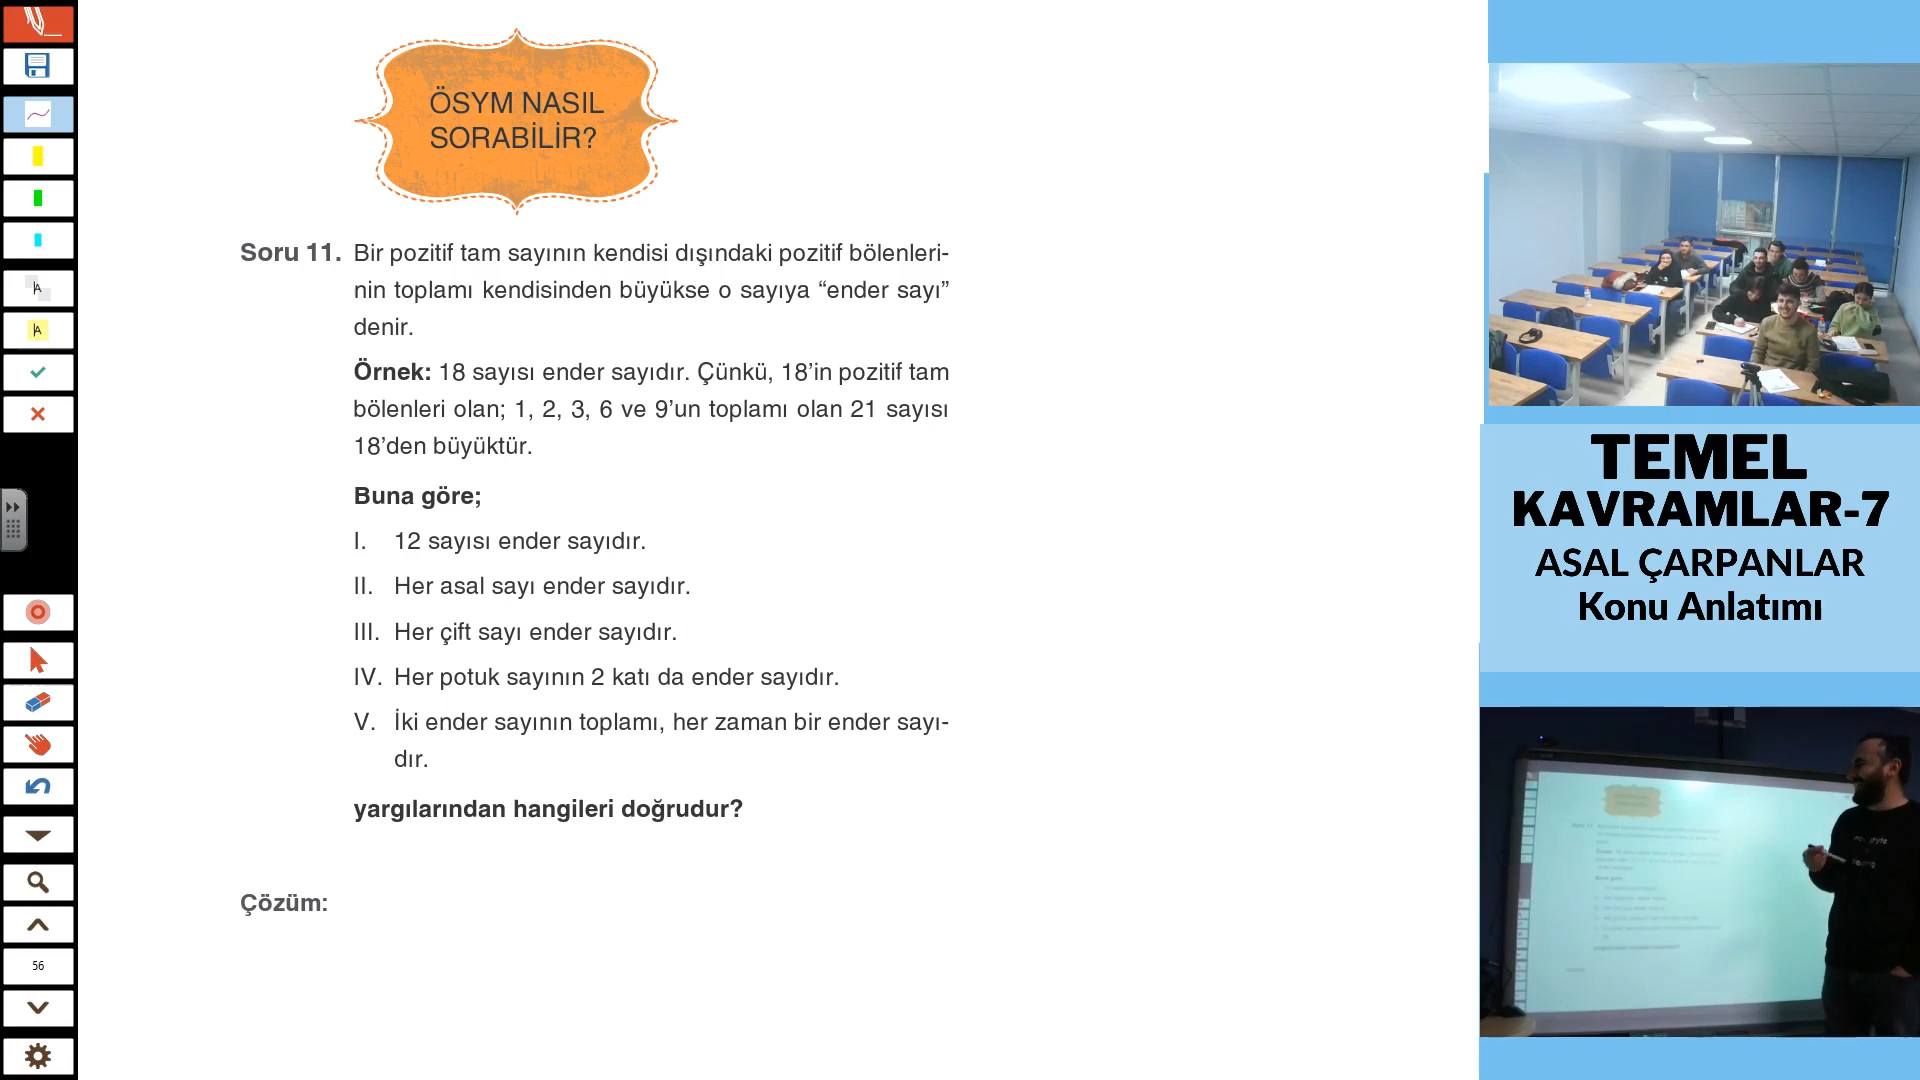 ÖSYM NASIL
SORABİLİR?
Soru 11. Bir pozitif tam sayının kendisi dışındaki pozitif bölenleri-
nin toplamı kendisinden büyükse o sayıya “ender sayı”
denir.
Örnek: 18 sayısı ender sayıdır. Çünkü, 18’in pozitif tam
bölenleri olan; 1, 2, 3, 6 ve 9’un toplamı olan 21 sayısı
18’den büyüktür.
Buna göre;
I. 12 sayısı ender sayıdır.
II. Her asal sayı ender sayıdır.
III. Her çift sayı ender sayıdır.
IV. Her potuk sayının 2 katı da ender sayıdır.
V. İki ender sayının toplamı, her zaman bir ender sayı-
dır.
yargılarından hangileri doğrudur?
Çözüm:
A
A
56
TEMEL
KAVRAMLAR-7
ASAL ÇARPANLAR
Konu Anlatımı